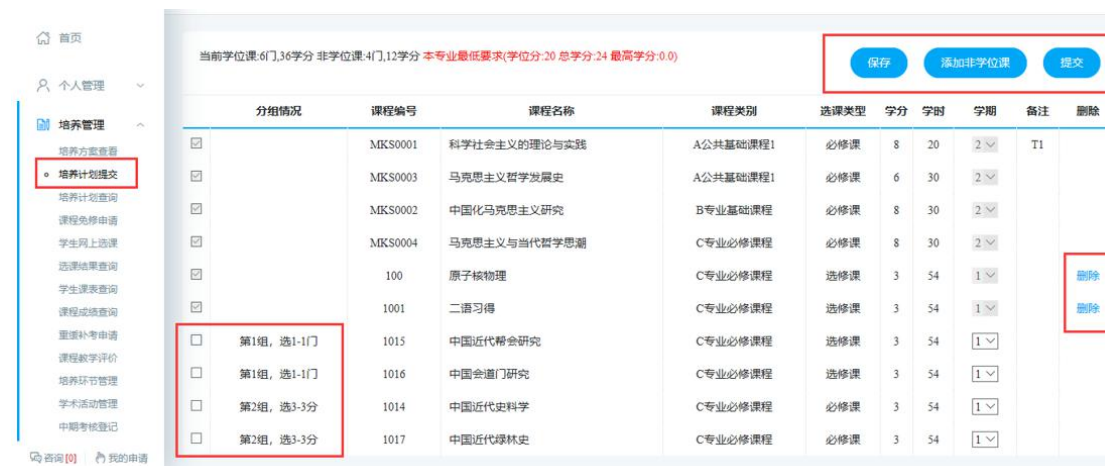 首页
个人管理
培养管理
培养方案查看
培养计划提交
培养计划查询
课程免修申请
学生网上选课
选课结果查询
学生课表查询
课程成绩查询
重缓补考申请
课程教学评价
培养环节管理
学术活动管理
中期考核登记
咨询[0] 我的申请
当前学位课:6门,36学分 非学位课:4门,12学分 本专业最低要求(学位分:20 总学分:24 最高学分:0.0)
保存 添加非学位课 提交
分组情况 课程编号 课程名称 课程类别 选课类型 学分 学时 学期 备注 删除
MKS0001 科学社会主义的理论与实践 A公共基础课程1 必修课 8 20 2 T1
MKS0003 马克思主义哲学发展史 A公共基础课程1 必修课 6 30 2
MKS0002 中国化马克思主义研究 B专业基础课程 必修课 8 30 2
MKS0004 马克思主义与当代哲学思潮 C专业必修课程 必修课 8 30 2
100 原子核物理 C专业必修课程 选修课 3 54 1 删除
1001 二语习得 C专业必修课程 选修课 3 54 1 删除
第1组，选1-1门 1015 中国近代帮会研究 C专业必修课程 选修课 3 54 1
第1组，选1-1门 1016 中国会道门研究 C专业必修课程 选修课 3 54 1
第2组，选3-3分 1014 中国近代史料学 C专业必修课程 必修课 3 54 1
第2组，选3-3分 1017 中国近代绿林史 C专业必修课程 必修课 3 54 1